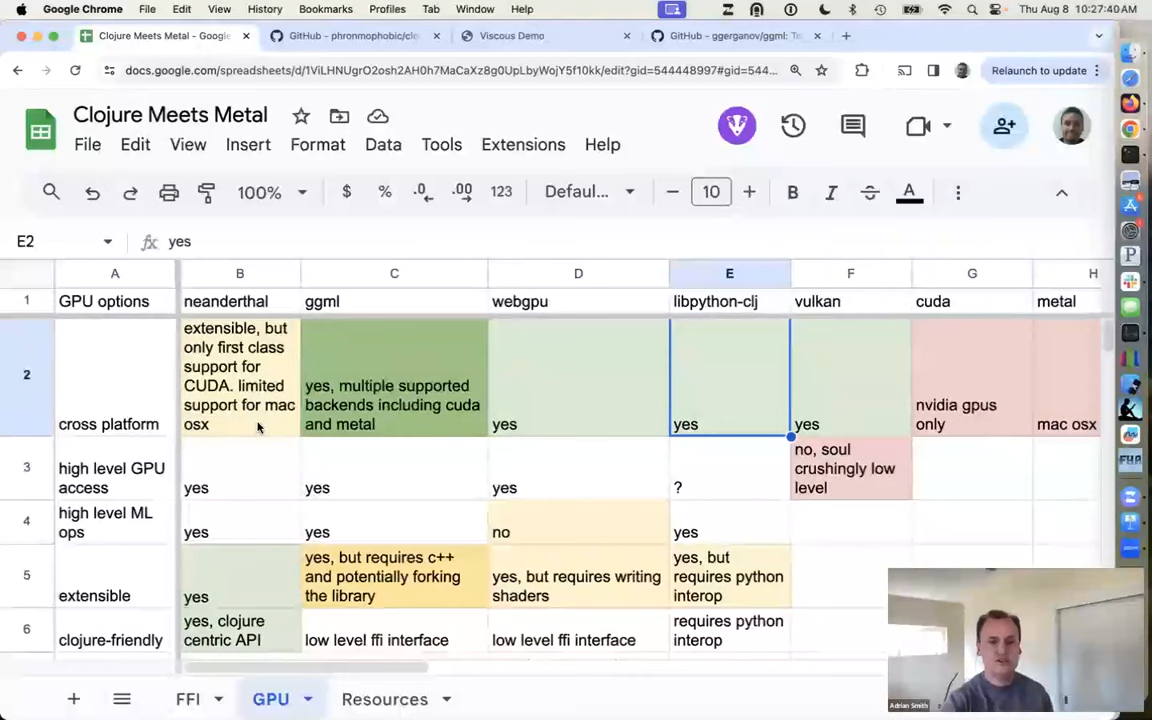 Google Chrome File Edit View History Bookmarks Profiles Tab Window Help Thu Aug 8 10:27:40 AM
Clojure Meets Metal - Google GitHub - phronmophobic/clo Viscous Demo GitHub - ggerganov/ggml: Te
docs.google.com/spreadsheets/d/1ViLHNUgrO2osh2AH0h7MaCaXz8g0UpLbyWojY5f10kk/edit?gid=544448997#gid=544... Relaunch to update
Clojure Meets Metal
File Edit View Insert Format Data Tools Extensions Help
100% $ % .0 .00 123 Defaul... 10 B I A
E2 fx yes
A B C D E F G H
1 GPU options neanderthal ggml webgpu libpython-clj vulkan cuda metal
2
cross platform
extensible, but
only first class
support for
CUDA. limited
support for mac
osx
yes, multiple supported
backends including cuda
and metal
yes
yes
yes
nvidia gpus
only
mac osx
3
high level GPU
access
yes
yes
yes
?
no, soul
crushingly low
level
4
high level ML
ops
yes
yes
no
yes
5
extensible
yes
yes, but requires c++
and potentially forking
the library
yes, but requires writing
shaders
yes, but
requires python
interop
6
clojure-friendly
yes, clojure
centric API
low level ffi interface
low level ffi interface
requires python
interop
FFI GPU Resources
Adrian Smith